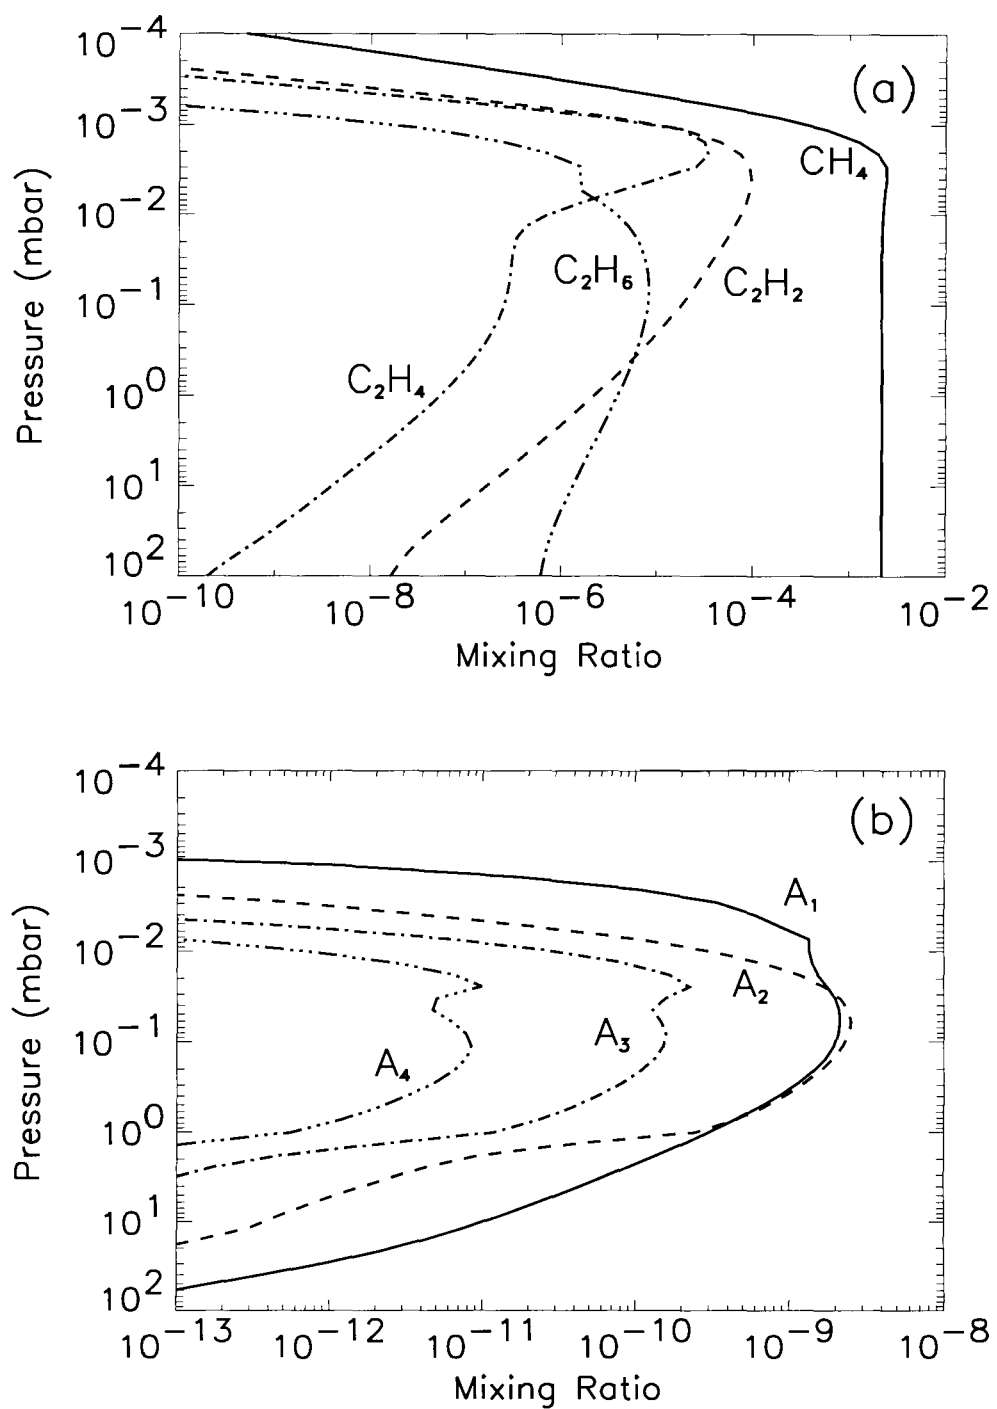 (a)
10⁻⁴
10⁻³
10⁻²
10⁻¹
10⁰
10¹
10²
Pressure (mbar)
CH₄
C₂H₆
C₂H₂
C₂H₄
10⁻¹⁰ 10⁻⁸ 10⁻⁶ 10⁻⁴ 10⁻²
Mixing Ratio
(b)
10⁻⁴
10⁻³
10⁻²
10⁻¹
10⁰
10¹
10²
Pressure (mbar)
A₁
A₂
A₃
A₄
10⁻¹³ 10⁻¹² 10⁻¹¹ 10⁻¹⁰ 10⁻⁹ 10⁻⁸
Mixing Ratio